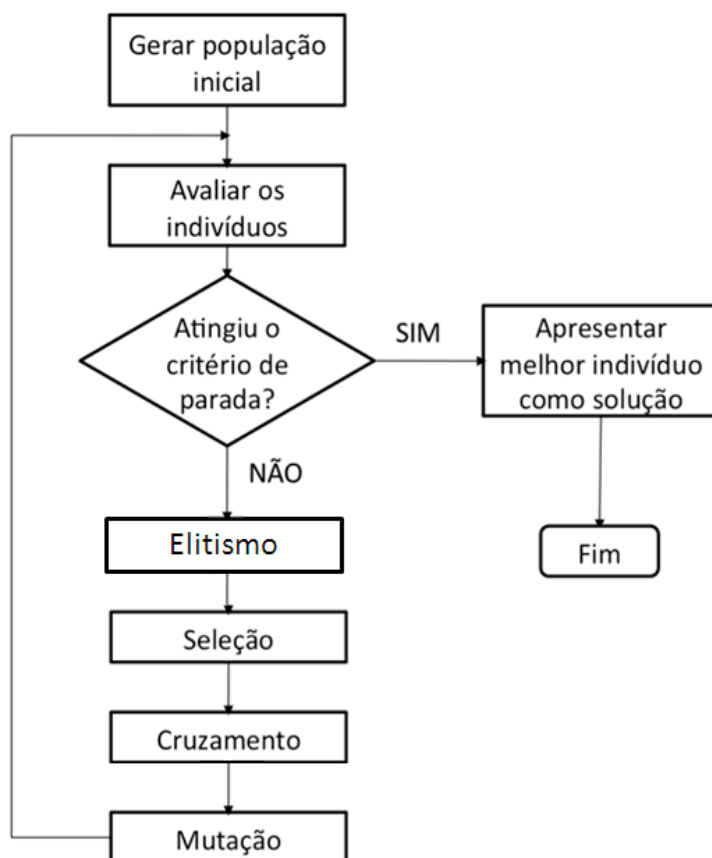 Gerar população
inicial
Avaliar os
indivíduos
Atingiu o
critério de
parada?
SIM
Apresentar
melhor indivíduo
como solução
NÃO
Elitismo
Fim
Seleção
Cruzamento
Mutação